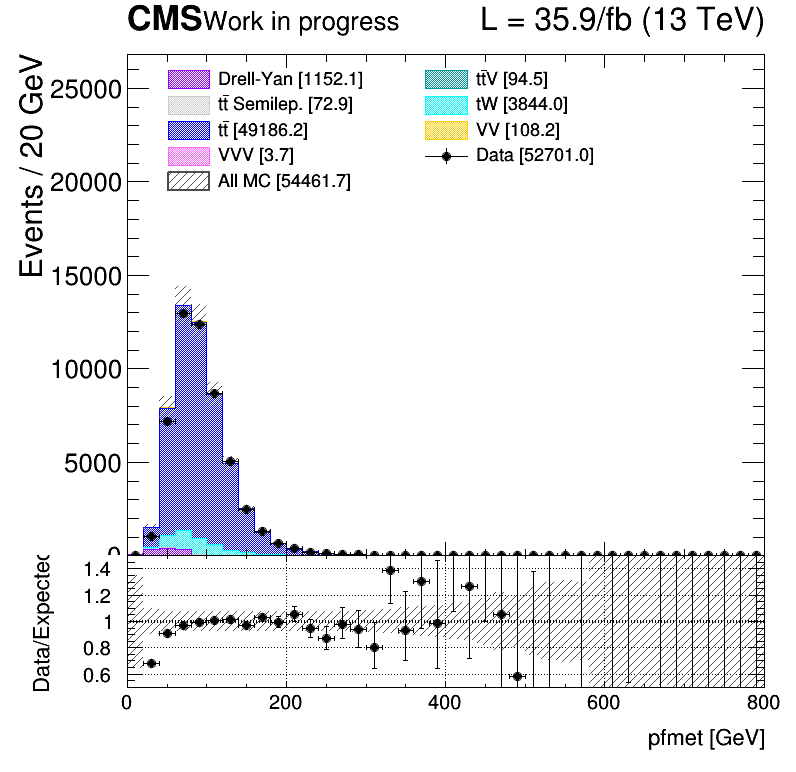 CMS Work in progress L = 35.9/fb (13 TeV)
Events / 20 GeV
25000
20000
15000
10000
5000
0
Drell-Yan [1152.1]
tt̄ Semilep. [72.9]
tt̄ [49186.2]
VVV [3.7]
All MC [54461.7]
tt̄V [94.5]
tW [3844.0]
VV [108.2]
Data [52701.0]
Data/Expected
1.4
1.2
1
0.8
0.6
0 200 400 600 800
pfmet [GeV]